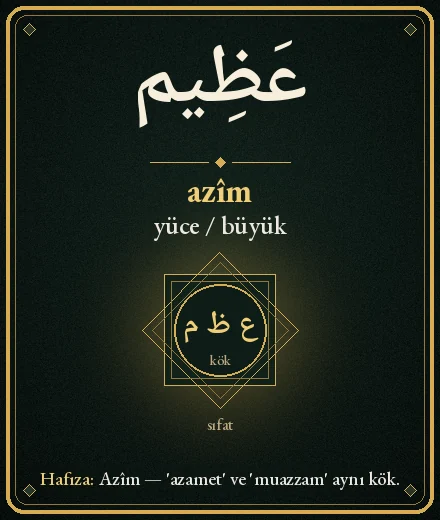 عَظِيم
azîm
yüce / büyük
ع ظ م
kök
sıfat
Hafıza: Azîm — 'azamet' ve 'muazzam' aynı kök.